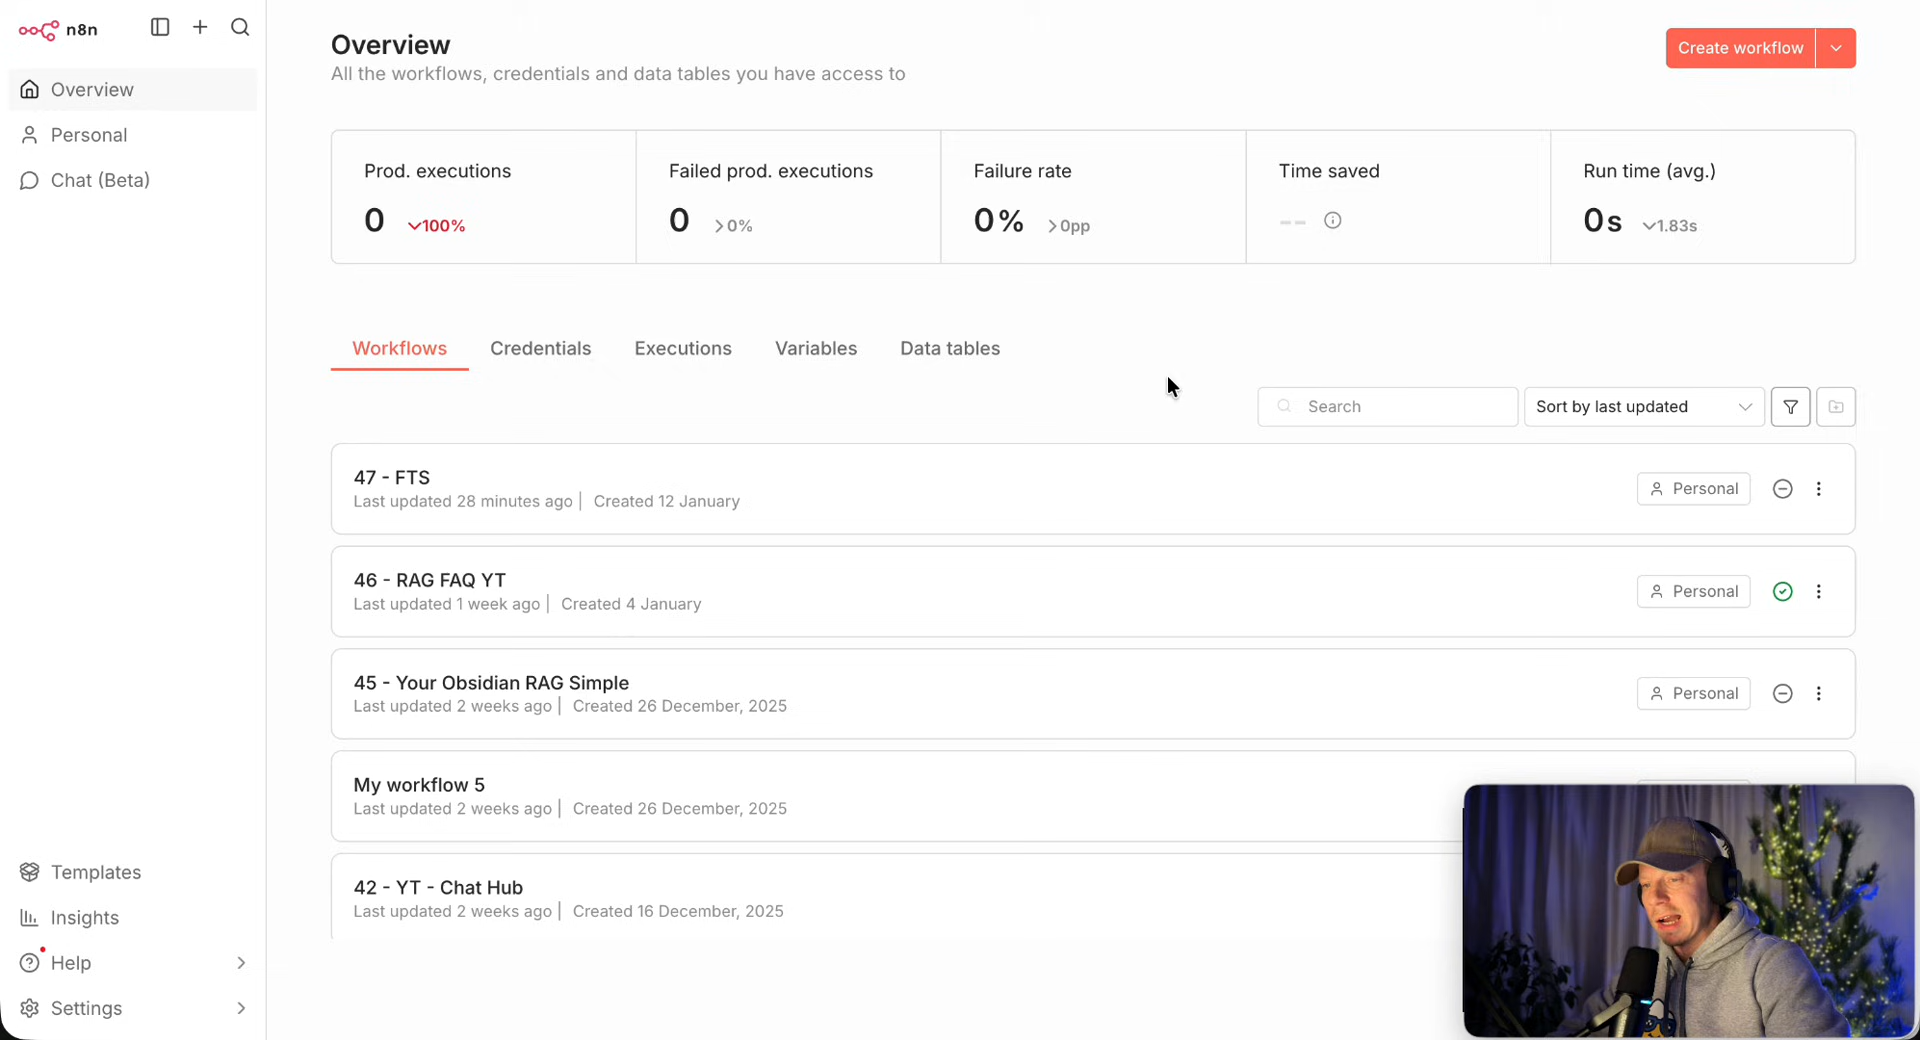 n8n
Overview
Personal
Chat (Beta)
Templates
Insights
Help
Settings
Overview
All the workflows, credentials and data tables you have access to
Create workflow
Prod. executions
0 100%
Failed prod. executions
0 0%
Failure rate
0% 0pp
Time saved
--
Run time (avg.)
0s 1.83s
Workflows Credentials Executions Variables Data tables
Search
Sort by last updated
47 - FTS
Last updated 28 minutes ago | Created 12 January
Personal
46 - RAG FAQ YT
Last updated 1 week ago | Created 4 January
Personal
45 - Your Obsidian RAG Simple
Last updated 2 weeks ago | Created 26 December, 2025
Personal
My workflow 5
Last updated 2 weeks ago | Created 26 December, 2025
42 - YT - Chat Hub
Last updated 2 weeks ago | Created 16 December, 2025